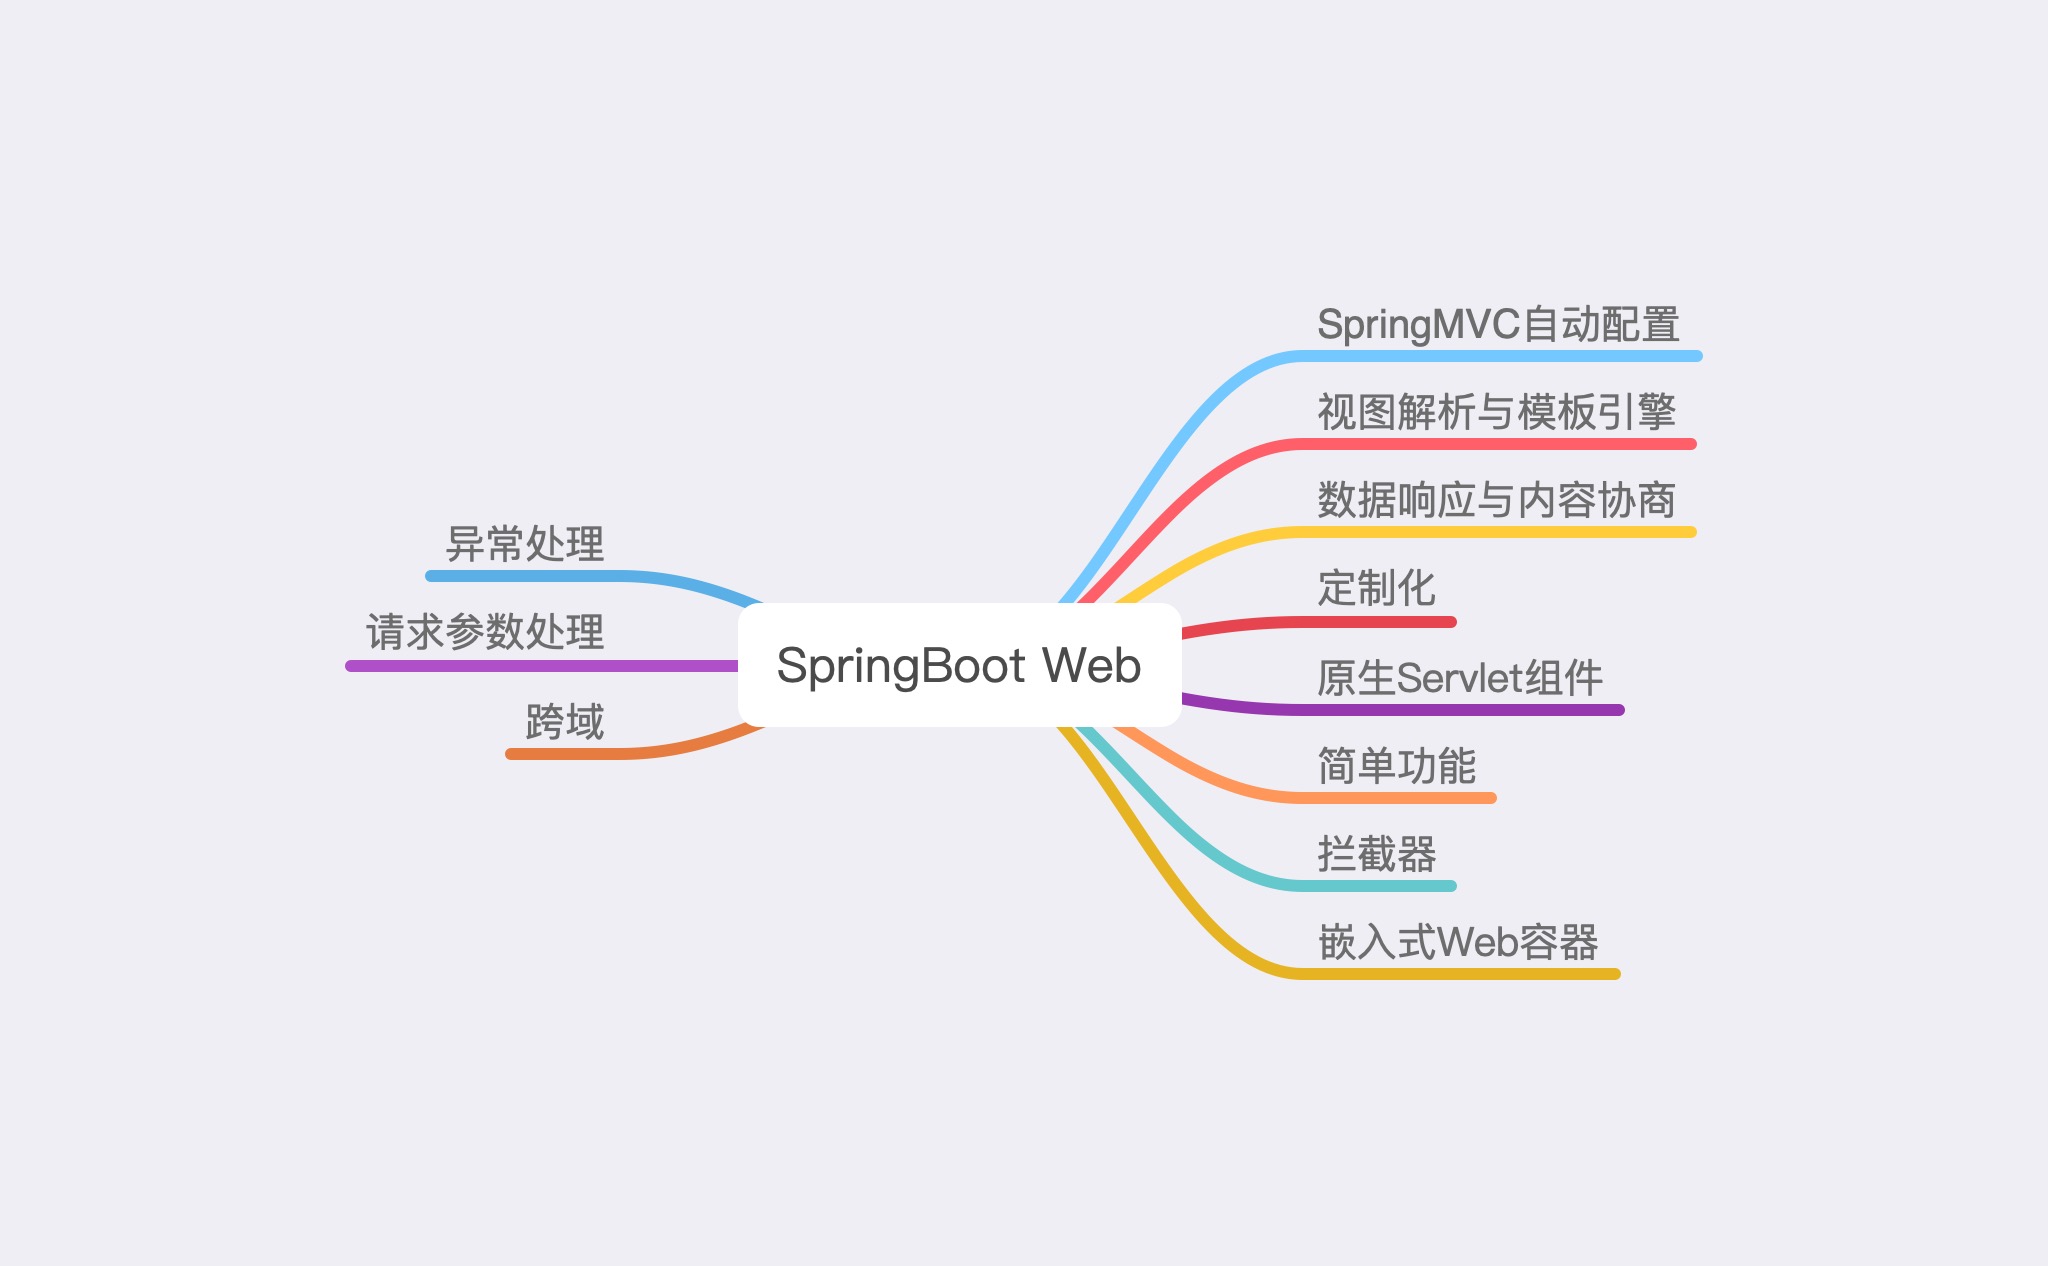 SpringBoot Web
SpringMVC自动配置
视图解析与模板引擎
数据响应与内容协商
定制化
原生Servlet组件
简单功能
拦截器
嵌入式Web容器
异常处理
请求参数处理
跨域